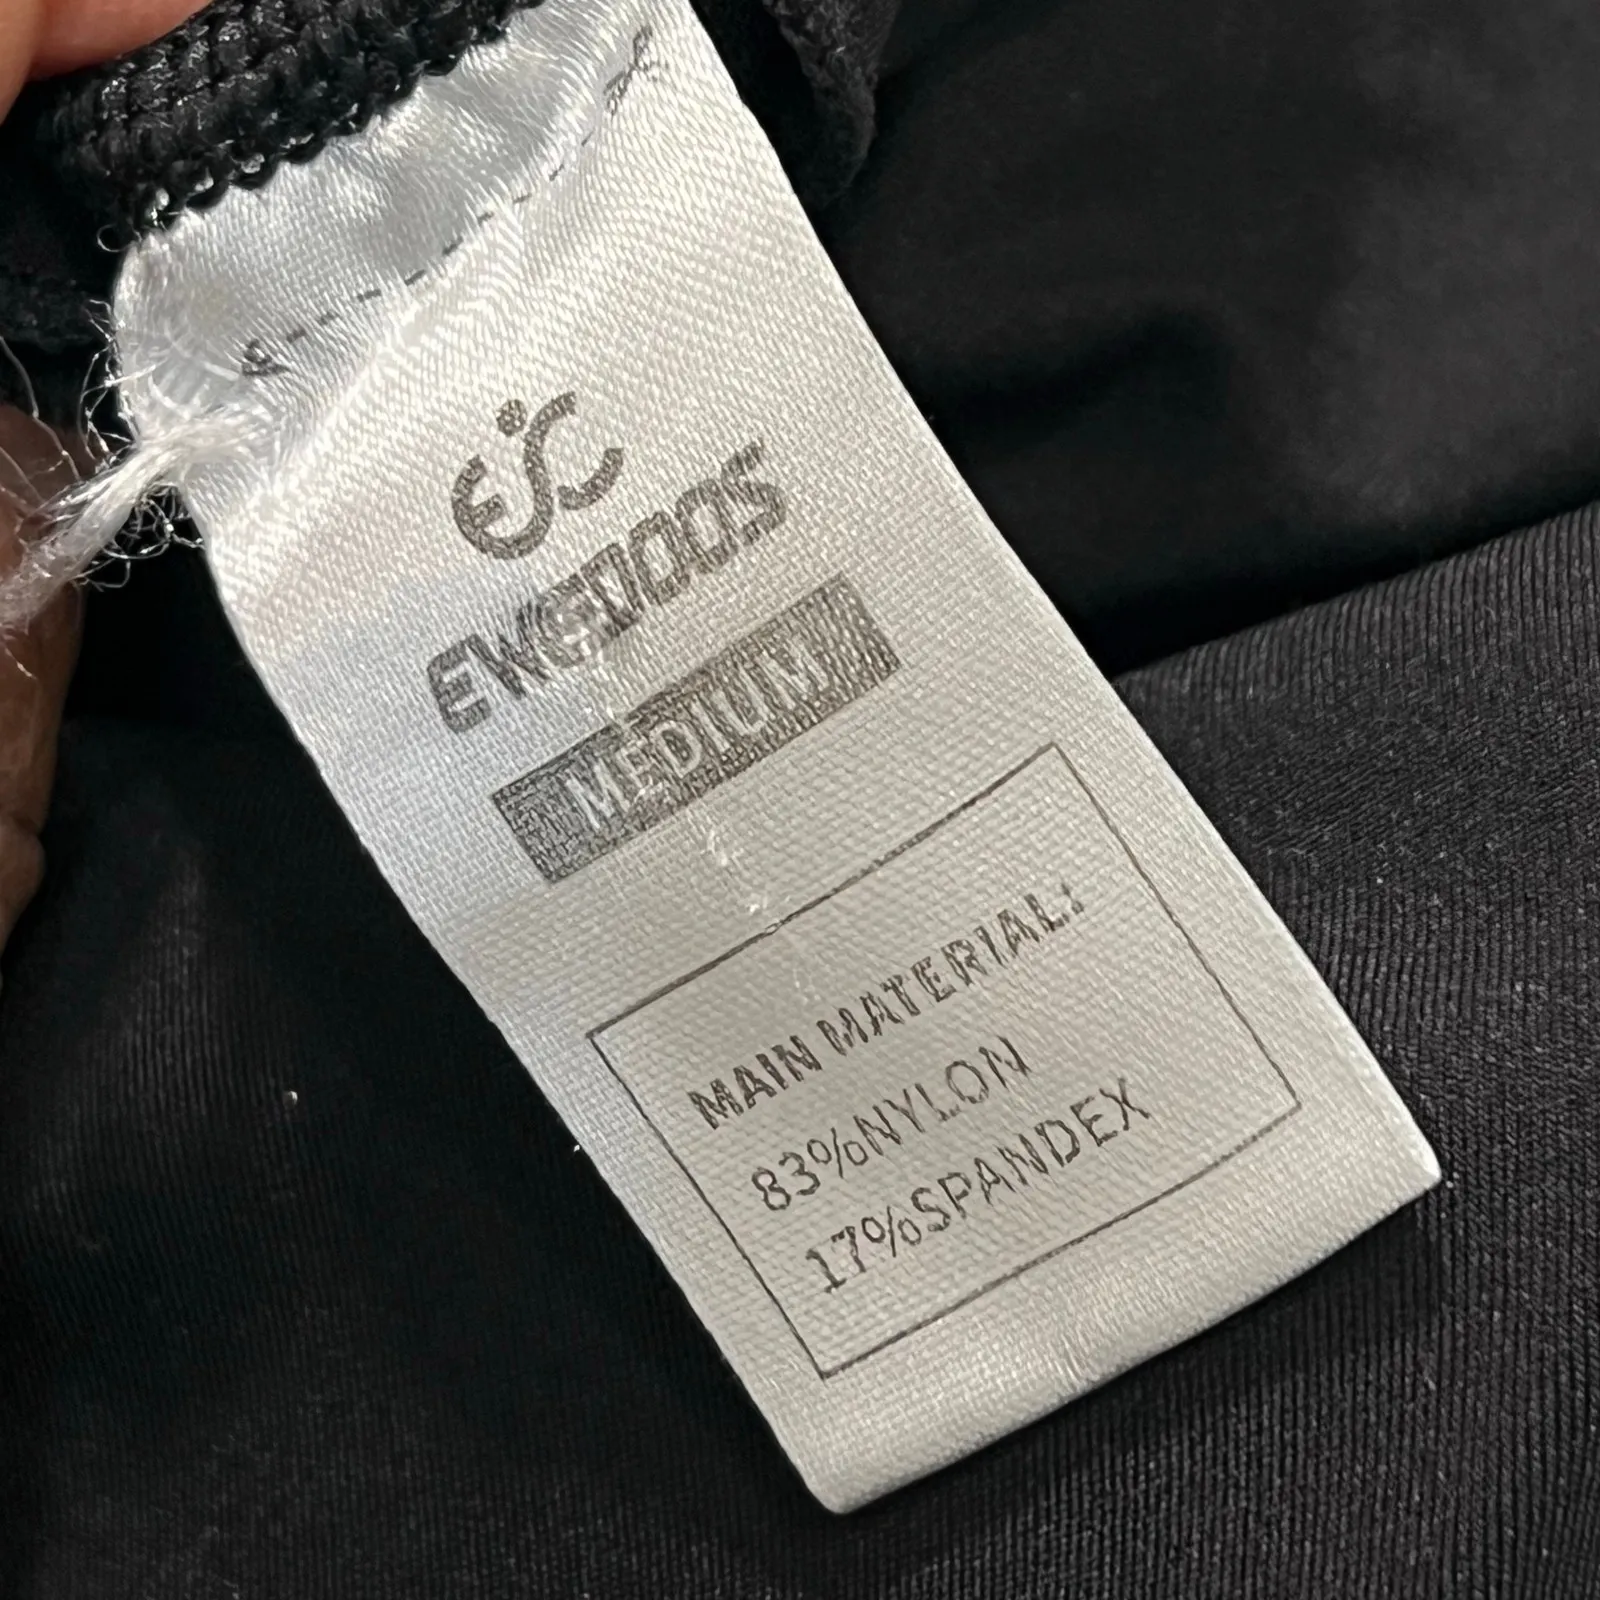 EWEDOOS
MEDIUM
MAIN MATERIAL:
83%NYLON
17%SPANDEX